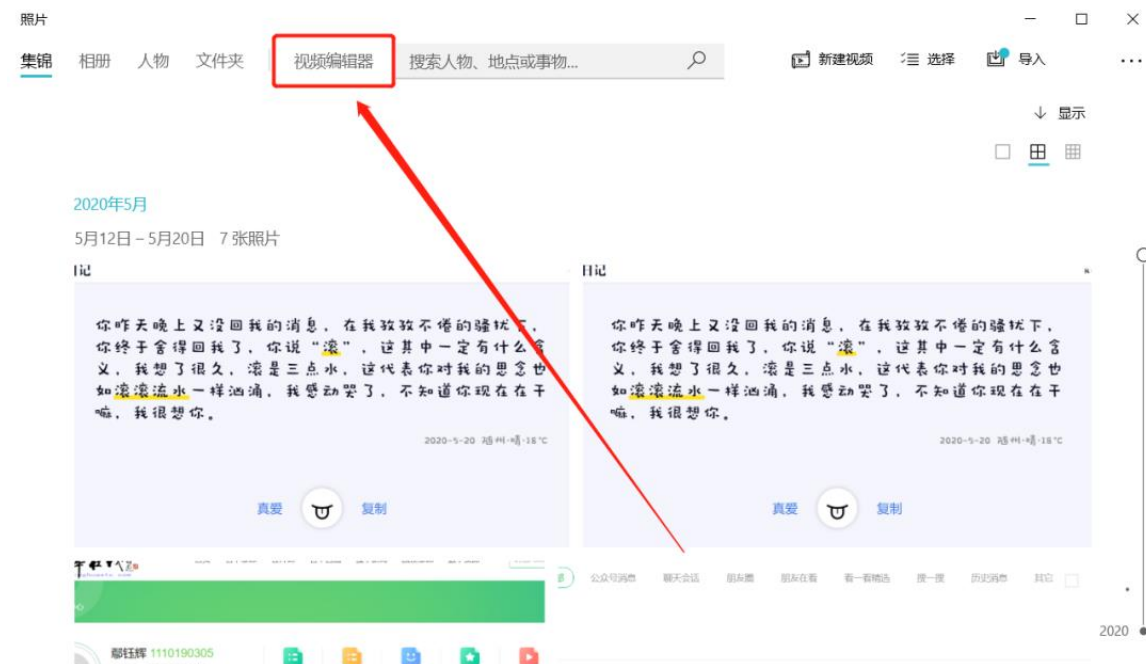 照片
集锦 相册 人物 文件夹 视频编辑器 搜索人物、地点或事物... 新建视频 选择 导入 ...
显示
2020年5月
5月12日 – 5月20日 7 张照片
日记 日记
你昨天晚上又没回我的消息，在我孜孜不倦的骚扰下，
你终于舍得回我了，你说“滚”，这其中一定有什么含
义，我想了很久，滚是三点水，这代表你对我的思念也
如滚滚流水一样汹涌，我感动哭了，不知道你现在在干
嘛，我很想你。
2020-5-20 随州·晴·18℃
真爱 复制
你昨天晚上又没回我的消息，在我孜孜不倦的骚扰下，
你终于舍得回我了，你说“滚”，这其中一定有什么含
义，我想了很久，滚是三点水，这代表你对我的思念也
如滚滚流水一样汹涌，我感动哭了，不知道你现在在干
嘛，我很想你。
2020-5-20 随州·晴·18℃
真爱 复制
公众号消息 聊天会话 朋友圈 朋友在看 看一看精选 搜一搜 历史消息 其它
2020
鄢钰辉 1110190305